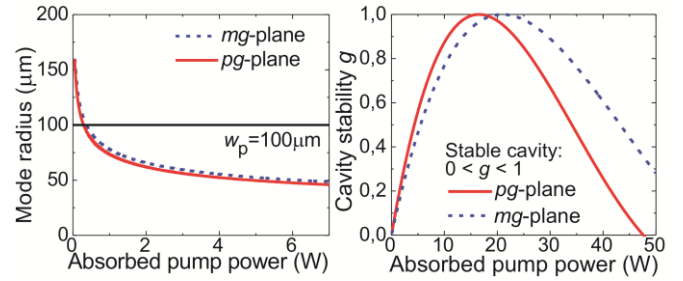 200
150
100
50
0
Mode radius (μm)
mg-plane
pg-plane
wp=100μm
0 2 4 6
Absorbed pump power (W)
1,0
0,8
0,6
0,4
0,2
0,0
Cavity stability g
Stable cavity:
0 < g < 1
pg-plane
mg-plane
0 10 20 30 40 50
Absorbed pump power (W)